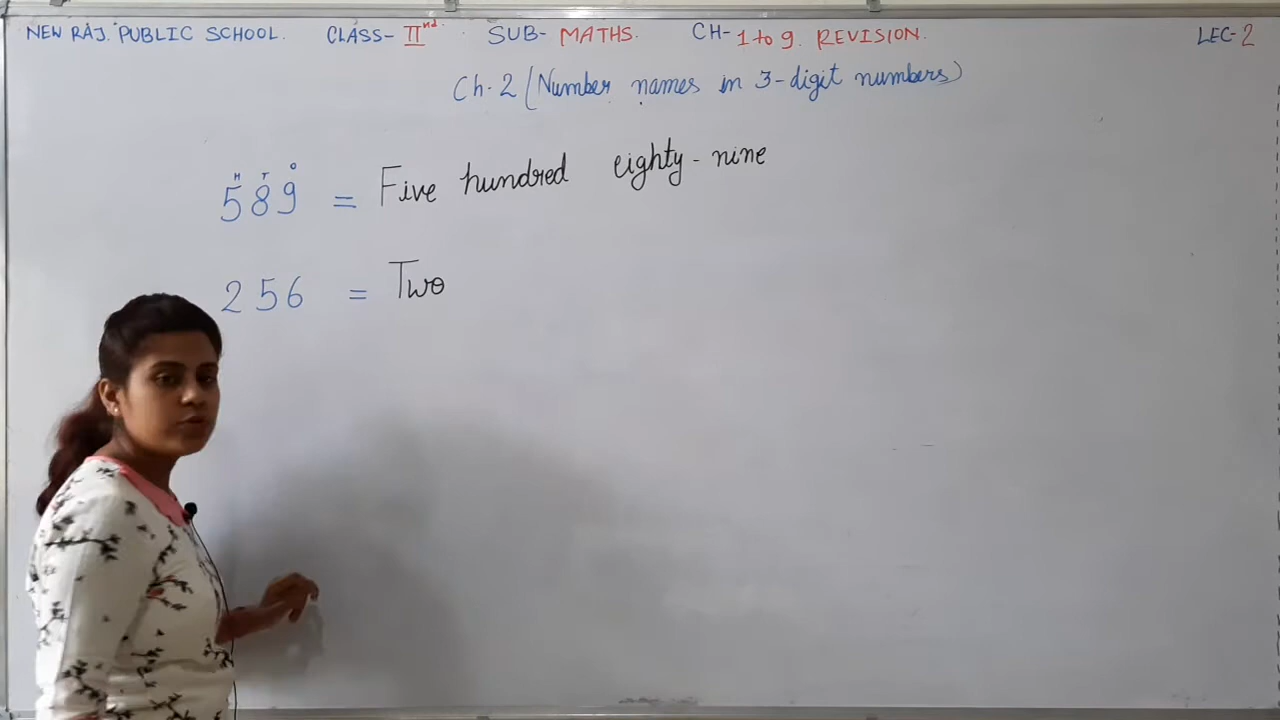 NEW RAJ. PUBLIC SCHOOL. CLASS- IInd. SUB- MATHS. CH- 1 to 9. REVISION. LEC-2
Ch.2 (Number names in 3-digit numbers)
H T O
589 = Five hundred eighty-nine
256 = Two